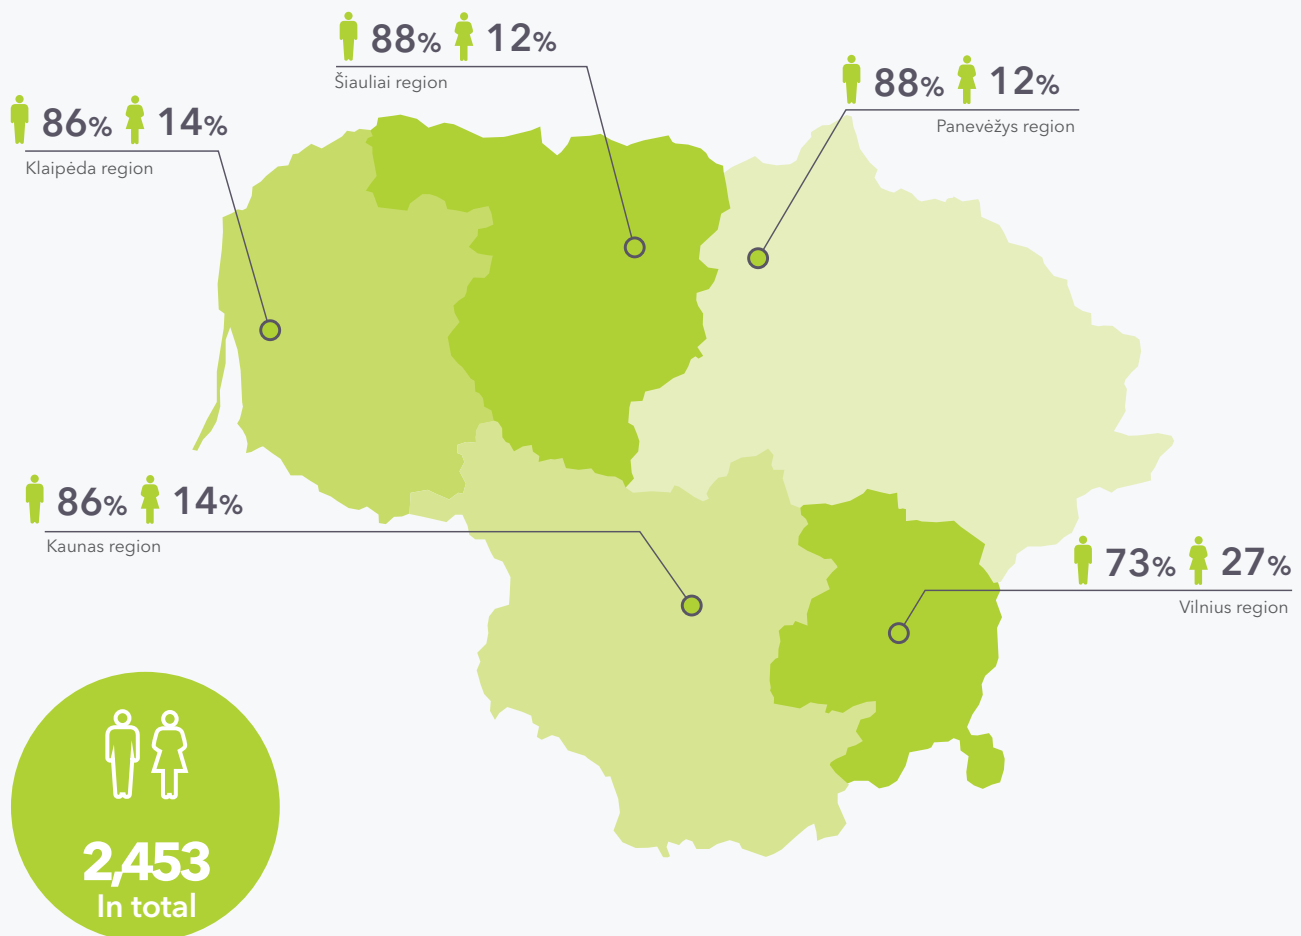 88% 12%
Šiauliai region
88% 12%
Panevėžys region
86% 14%
Klaipėda region
86% 14%
Kaunas region
73% 27%
Vilnius region
2,453
In total